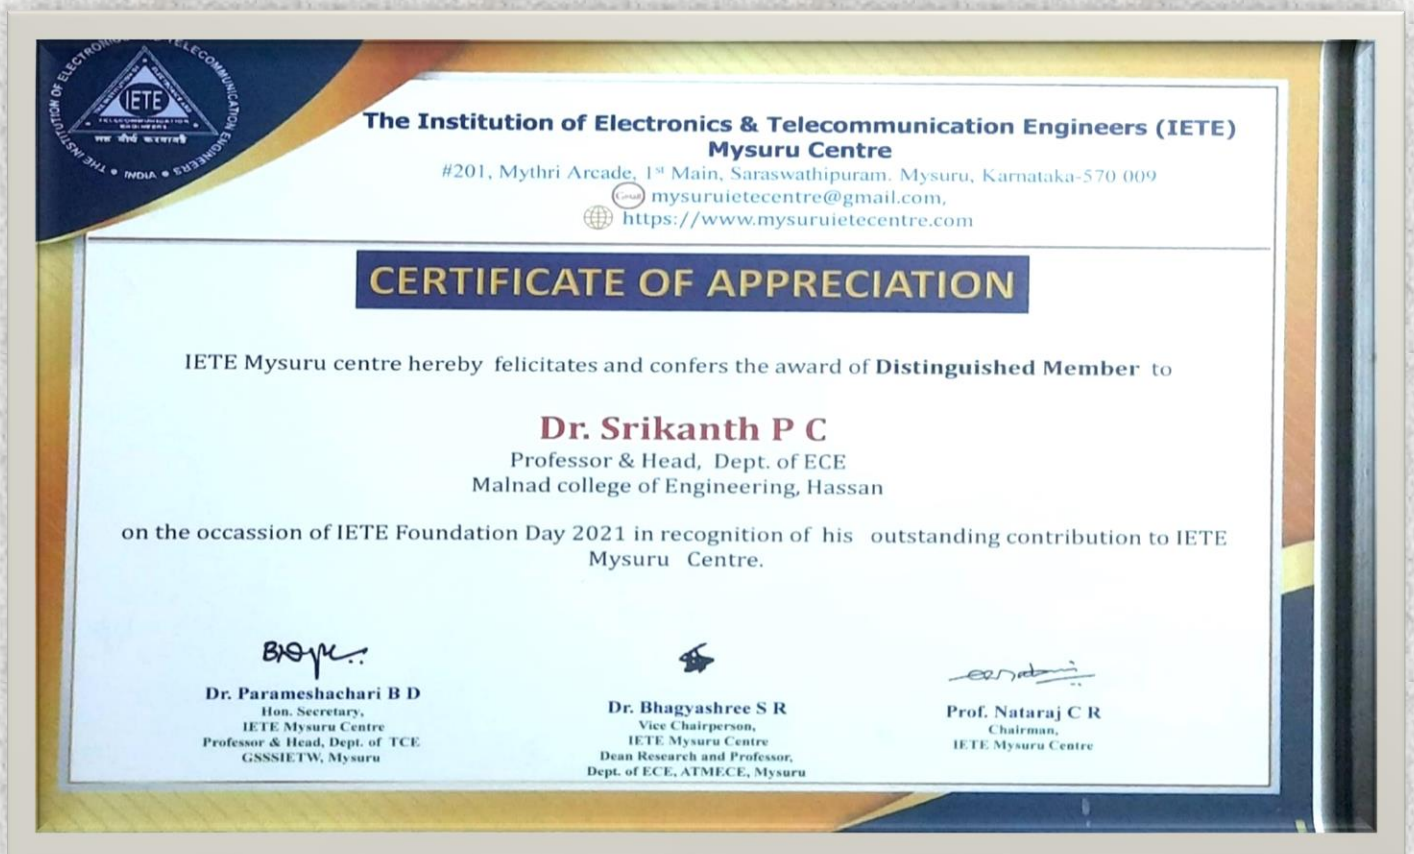 THE INSTITUTION OF ELECTRONICS TELECOMMUNICATION ENGINEERS • INDIA •
IETE
TELECOMMUNICATION
ENGINEERS
The Institution of Electronics & Telecommunication Engineers (IETE)
Mysuru Centre
#201, Mythri Arcade, 1st Main, Saraswathipuram. Mysuru, Karnataka-570 009
Gmail mysuruietecentre@gmail.com,
https://www.mysuruietecentre.com
CERTIFICATE OF APPRECIATION
IETE Mysuru centre hereby felicitates and confers the award of Distinguished Member to
Dr. Srikanth P C
Professor & Head, Dept. of ECE
Malnad college of Engineering, Hassan
on the occassion of IETE Foundation Day 2021 in recognition of his outstanding contribution to IETE
Mysuru Centre.
Dr. Parameshachari B D
Hon. Secretary,
IETE Mysuru Centre
Professor & Head, Dept. of TCE
GSSSIETW, Mysuru
Dr. Bhagyashree S R
Vice Chairperson,
IETE Mysuru Centre
Dean Research and Professor,
Dept. of ECE, ATMECE, Mysuru
Prof. Nataraj C R
Chairman,
IETE Mysuru Centre